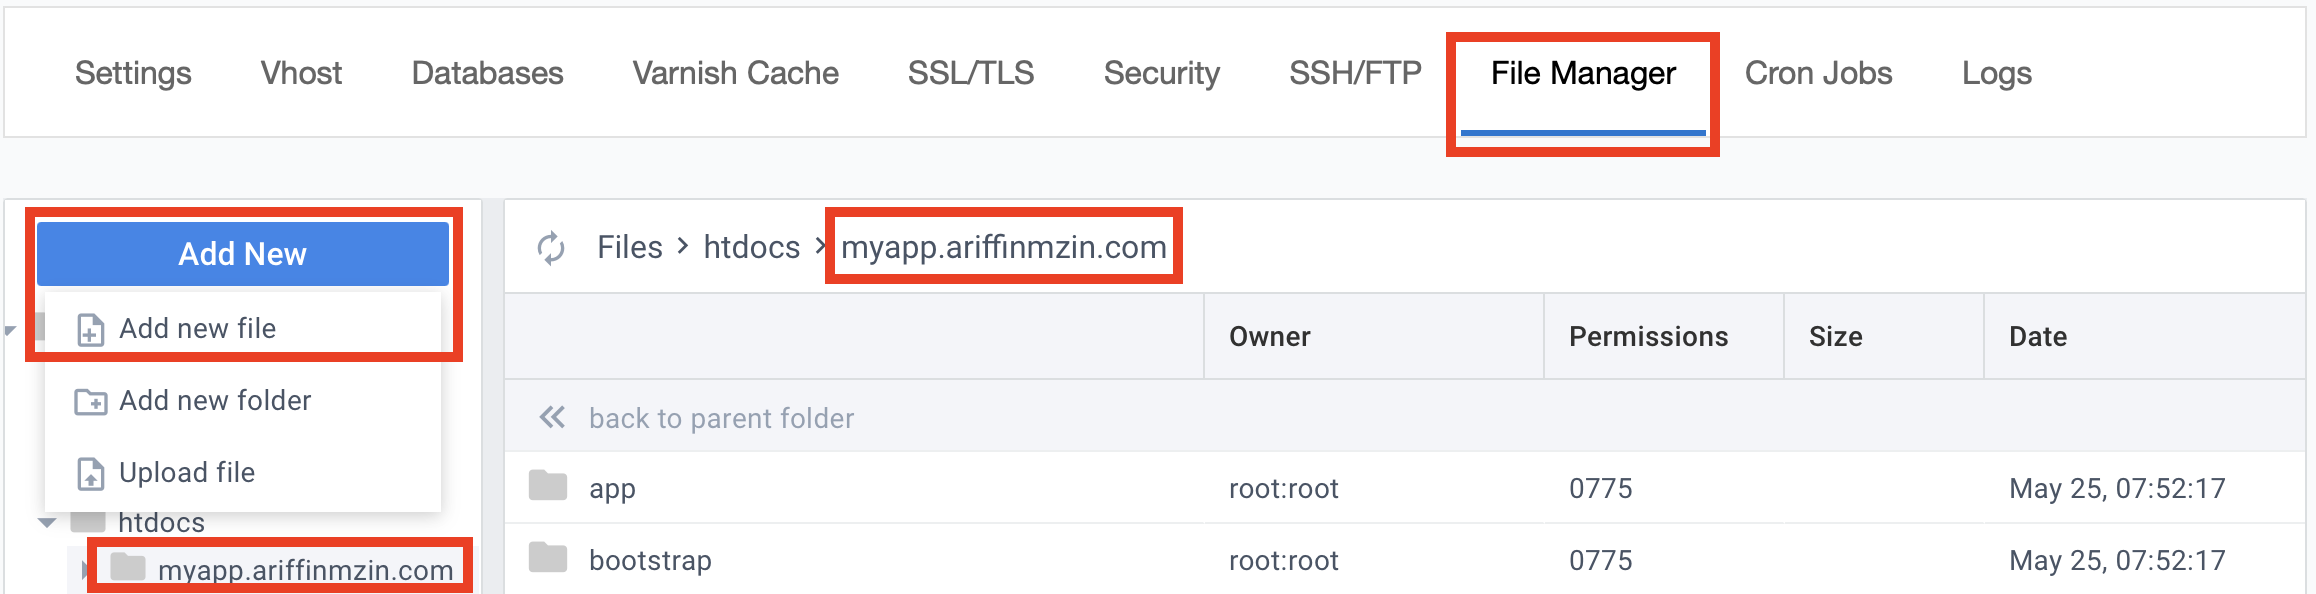 Settings Vhost Databases Varnish Cache SSL/TLS Security SSH/FTP File Manager Cron Jobs Logs
Add New
Add new file
Add new folder
Upload file
htdocs
myapp.ariffinmzin.com
Files > htdocs > myapp.ariffinmzin.com
Owner Permissions Size Date
back to parent folder
app root:root 0775 May 25, 07:52:17
bootstrap root:root 0775 May 25, 07:52:17